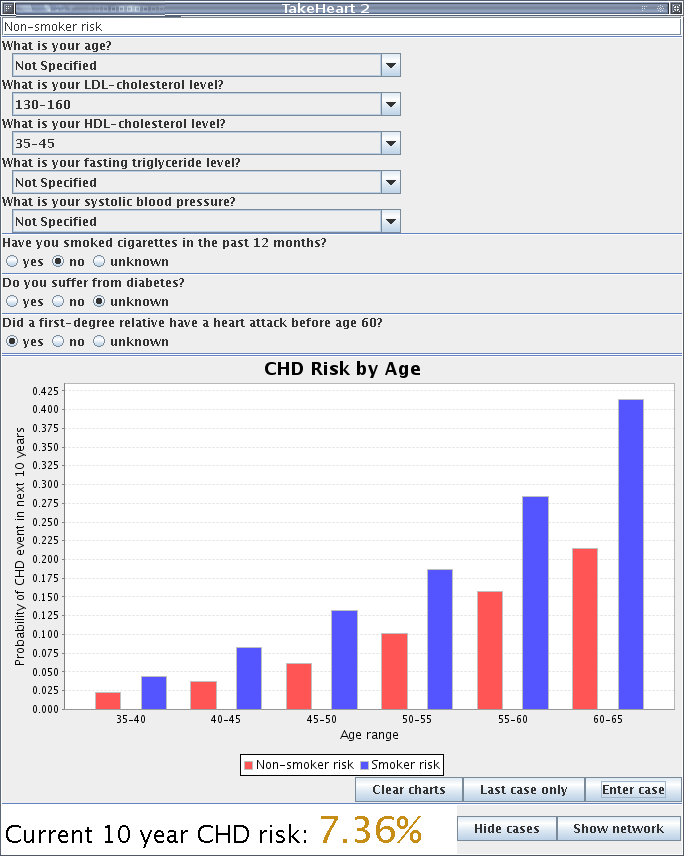 TakeHeart 2
Non-smoker risk
What is your age?
Not Specified
What is your LDL-cholesterol level?
130-160
What is your HDL-cholesterol level?
35-45
What is your fasting triglyceride level?
Not Specified
What is your systolic blood pressure?
Not Specified
Have you smoked cigarettes in the past 12 months?
yes no unknown
Do you suffer from diabetes?
yes no unknown
Did a first-degree relative have a heart attack before age 60?
yes no unknown
CHD Risk by Age
Probability of CHD event in next 10 years
0.425
0.400
0.375
0.350
0.325
0.300
0.275
0.250
0.225
0.200
0.175
0.150
0.125
0.100
0.075
0.050
0.025
0.000
35-40 40-45 45-50 50-55 55-60 60-65
Age range
Non-smoker risk Smoker risk
Clear charts Last case only Enter case
Current 10 year CHD risk: 7.36% Hide cases Show network